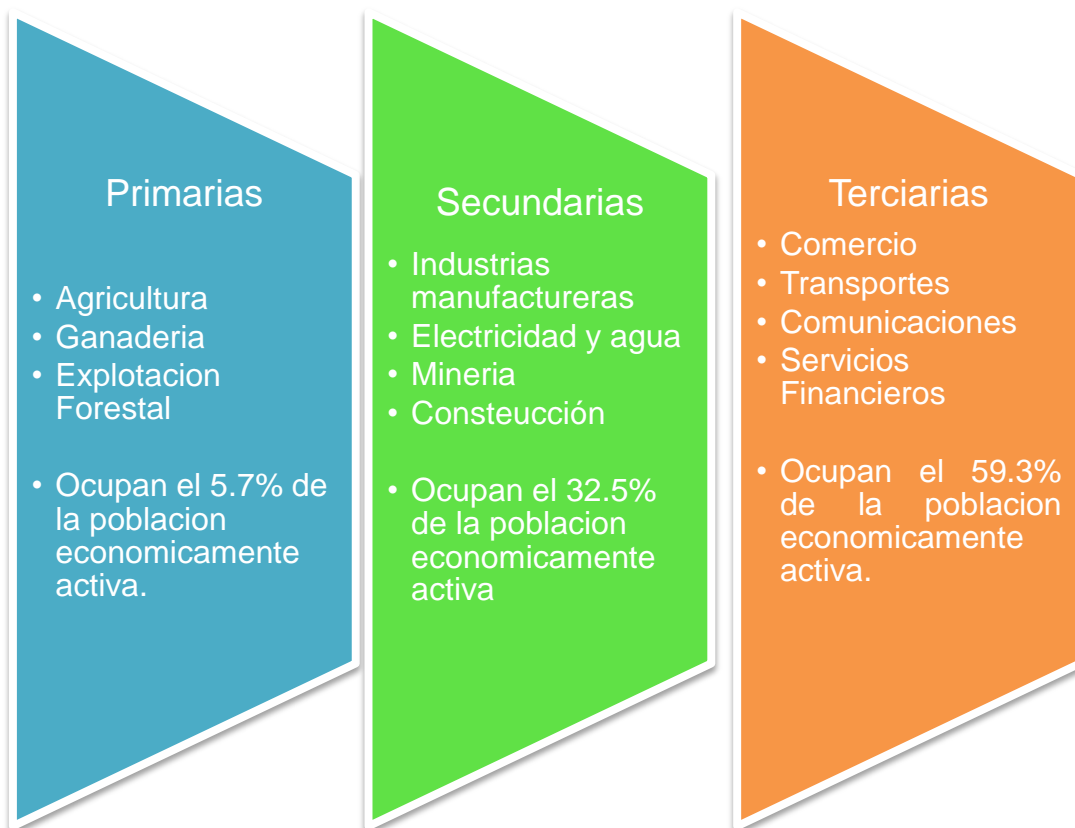 Primarias
• Agricultura
• Ganaderia
• Explotacion
Forestal
• Ocupan el 5.7% de
la poblacion
economicamente
activa.
Secundarias
• Industrias
manufactureras
• Electricidad y agua
• Mineria
• Consteucción
• Ocupan el 32.5%
de la poblacion
economicamente
activa
Terciarias
• Comercio
• Transportes
• Comunicaciones
• Servicios
Financieros
• Ocupan el 59.3%
de la poblacion
economicamente
activa.